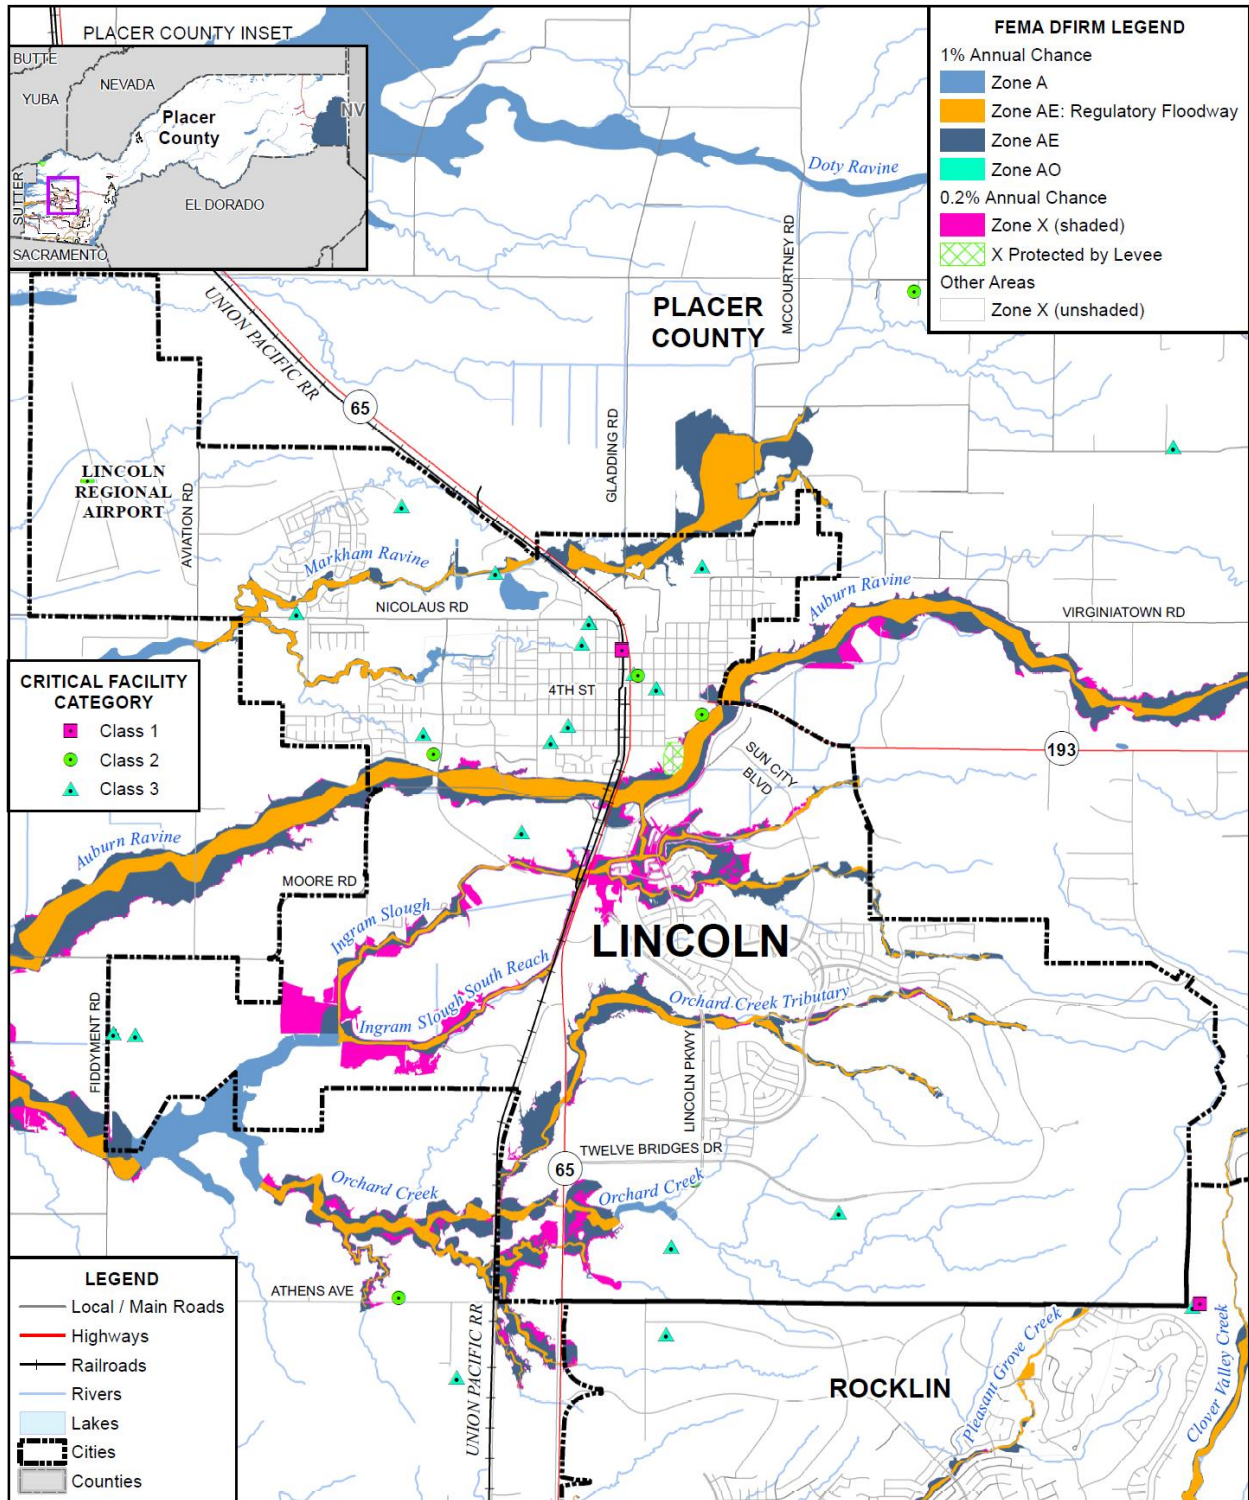 PLACER COUNTY INSET
BUTTE
YUBA
NEVADA
Placer
County
NV
SUTTER
EL DORADO
SACRAMENTO
FEMA DFIRM LEGEND
1% Annual Chance
Zone A
Zone AE: Regulatory Floodway
Zone AE
Zone AO
0.2% Annual Chance
Zone X (shaded)
X Protected by Levee
Other Areas
Zone X (unshaded)
Doty Ravine
MCCOURTNEY RD
UNION PACIFIC RR
PLACER
COUNTY
65
GLADDING RD
LINCOLN
REGIONAL
AIRPORT
AVIATION RD
Markham Ravine
NICOLAUS RD
Auburn Ravine
VIRGINIATOWN RD
CRITICAL FACILITY
CATEGORY
Class 1
Class 2
Class 3
4TH ST
193
SUN CITY
BLVD
Auburn Ravine
MOORE RD
Ingram Slough
LINCOLN
Ingram Slough South Reach
Orchard Creek Tributary
FIDDYMENT RD
LINCOLN PKWY
TWELVE BRIDGES DR
65
Orchard Creek
Orchard Creek
ATHENS AVE
UNION PACIFIC RR
ROCKLIN
Pleasant Grove Creek
Clover Valley Creek
LEGEND
Local / Main Roads
Highways
Railroads
Rivers
Lakes
Cities
Counties